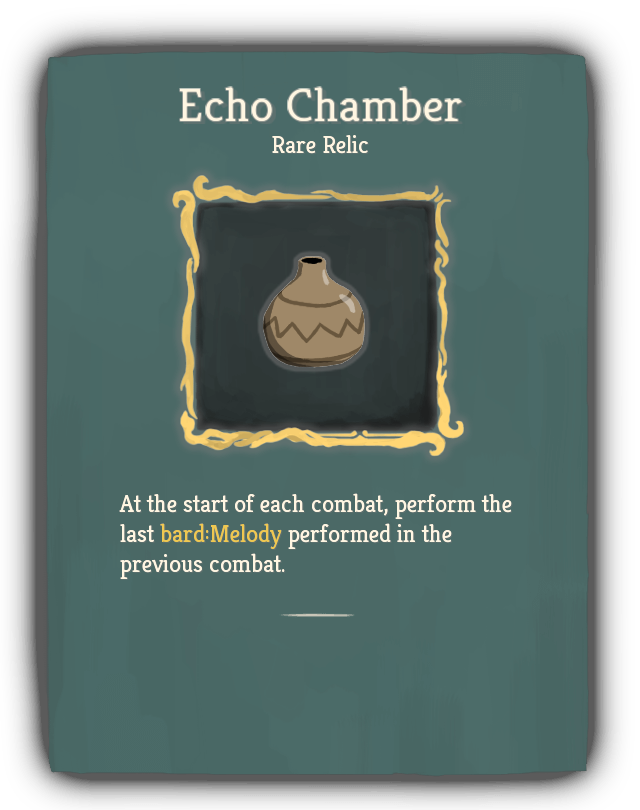 Echo Chamber
Rare Relic
At the start of each combat, perform the
last bard:Melody performed in the
previous combat.